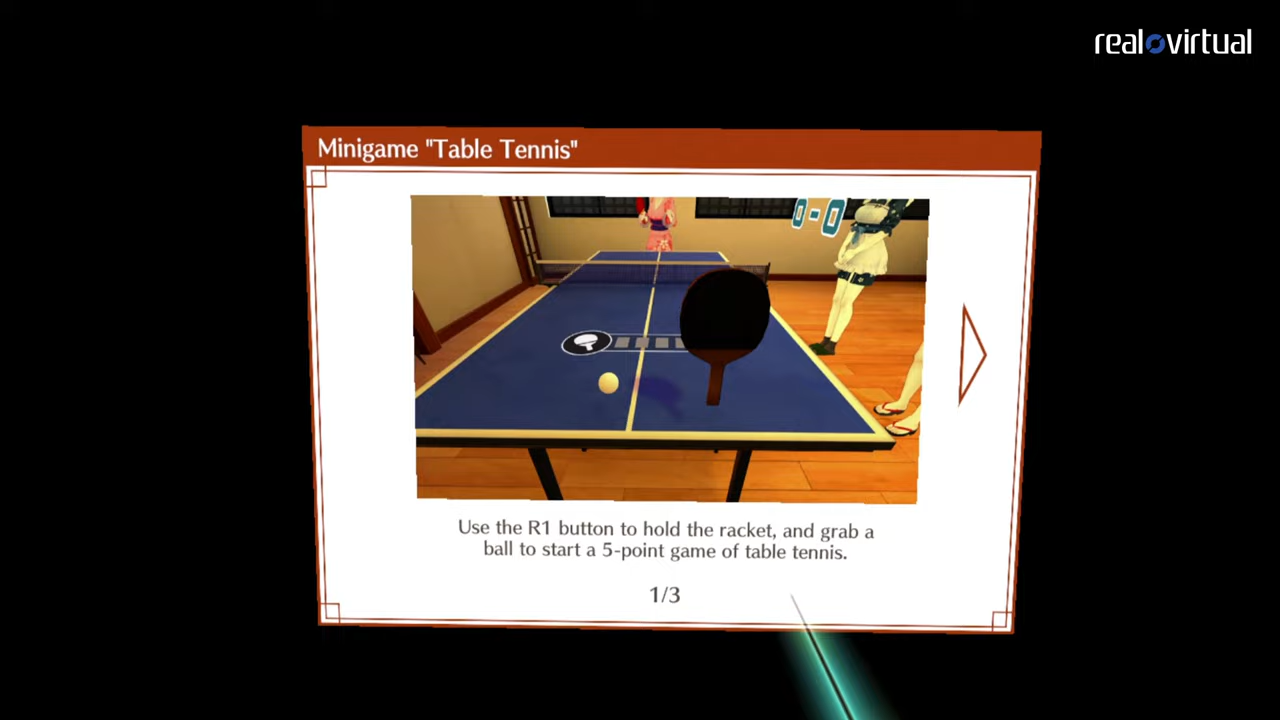 realovirtual
Minigame "Table Tennis"
0-0
Use the R1 button to hold the racket, and grab a
ball to start a 5-point game of table tennis.
1/3